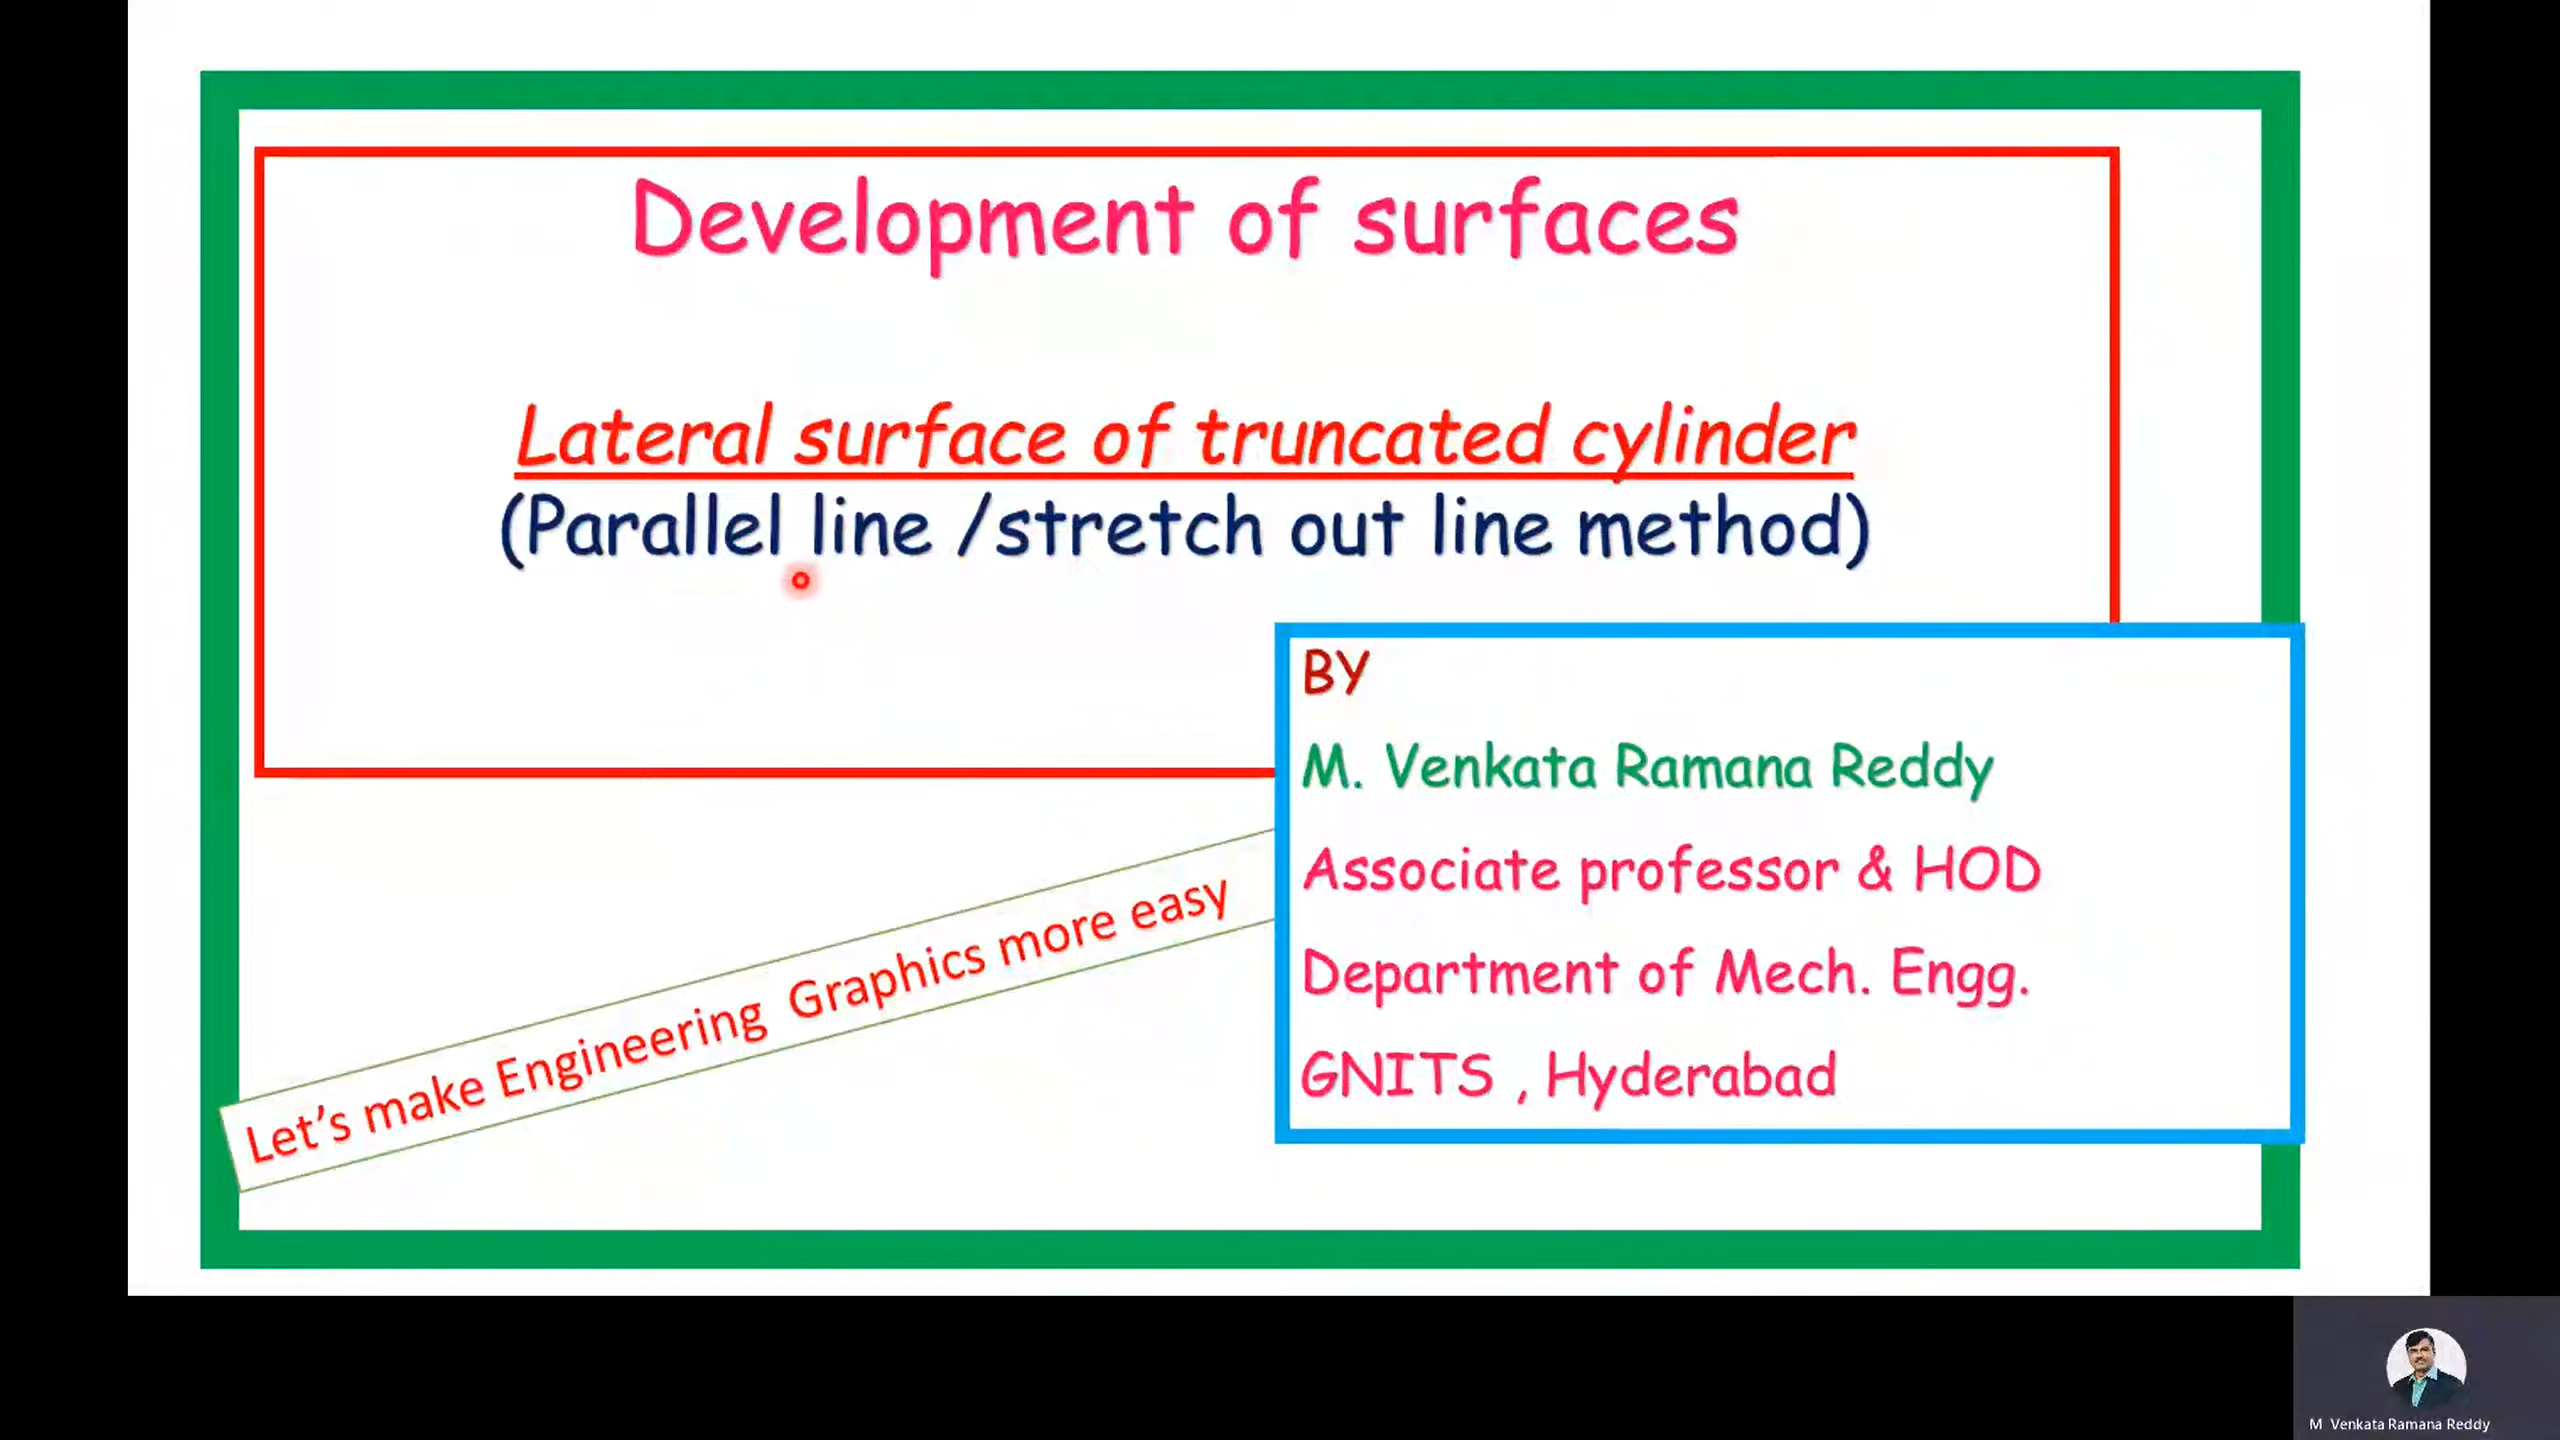 Development of surfaces
Lateral surface of truncated cylinder
(Parallel line /stretch out line method)
BY
M. Venkata Ramana Reddy
Associate professor & HOD
Department of Mech. Engg.
GNITS , Hyderabad
Let's make Engineering Graphics more easy
M Venkata Ramana Reddy